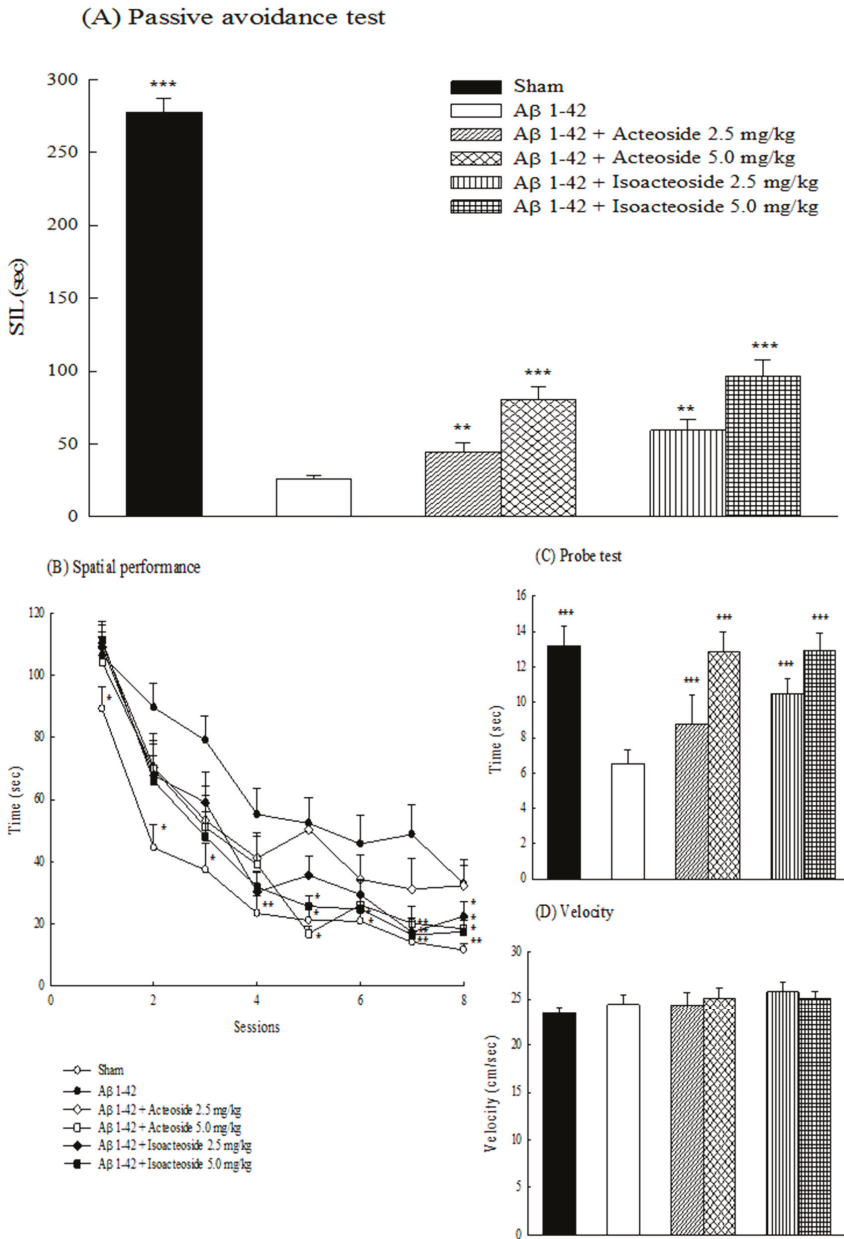 (A) Passive avoidance test
300
250
200
150
100
50
0
SIL (sec)
***
**
***
**
***
Sham
Aβ 1-42
Aβ 1-42 + Acteoside 2.5 mg/kg
Aβ 1-42 + Acteoside 5.0 mg/kg
Aβ 1-42 + Isoacteoside 2.5 mg/kg
Aβ 1-42 + Isoacteoside 5.0 mg/kg
(B) Spatial performance
120
100
80
60
40
20
0
Time (sec)
*
*
*
**
*
*
*
*
**
**
**
*
*
*
**
0 2 4 6 8
Sessions
Sham
Aβ 1-42
Aβ 1-42 + Acteoside 2.5 mg/kg
Aβ 1-42 + Acteoside 5.0 mg/kg
Aβ 1-42 + Isoacteoside 2.5 mg/kg
Aβ 1-42 + Isoacteoside 5.0 mg/kg
(C) Probe test
16
14
12
10
8
6
4
2
0
Time (sec)
***
***
***
***
***
(D) Velocity
30
25
20
15
10
5
0
Velocity (cm/sec)